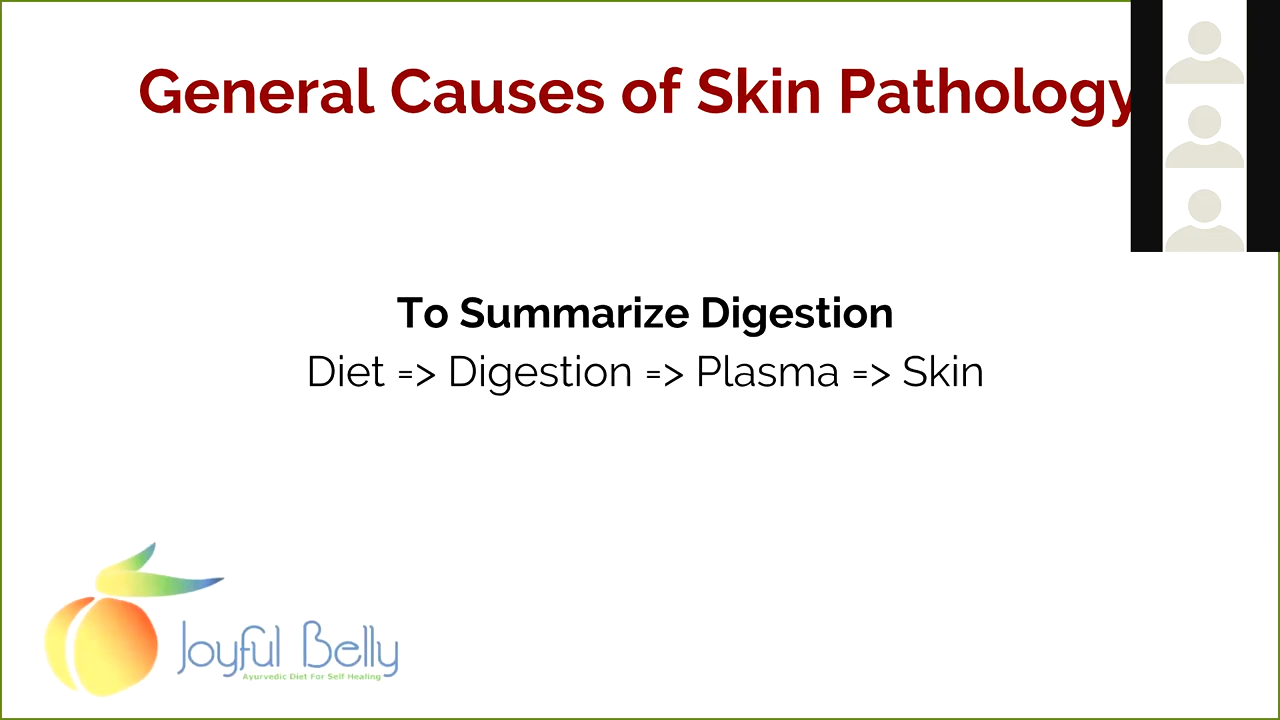 General Causes of Skin Pathology
To Summarize Digestion
Diet => Digestion => Plasma => Skin
Joyful Belly
Ayurvedic Diet For Self Healing